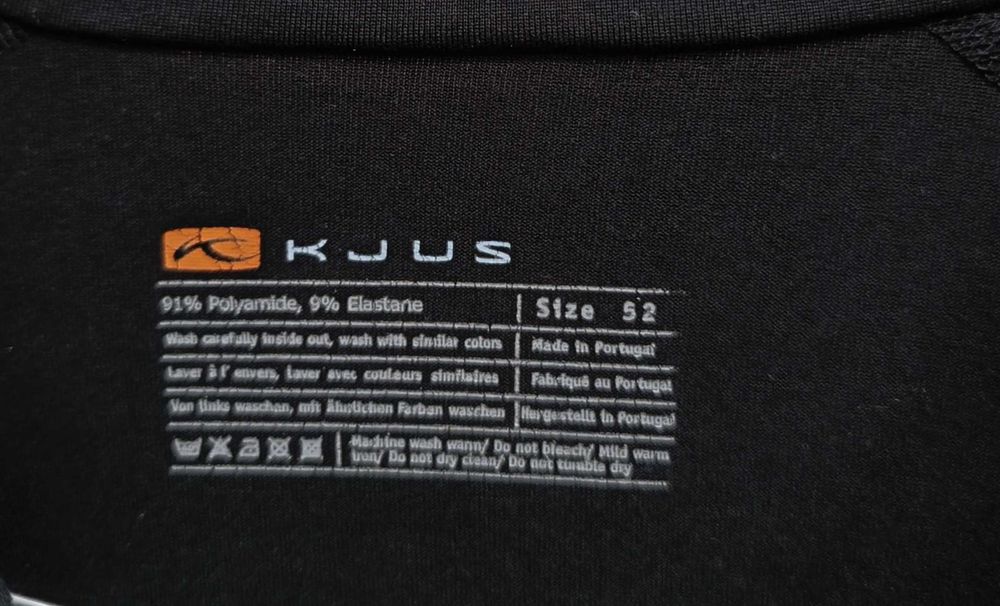 KJUS
91% Polyamide, 9% Elastane | Size 52
Wash carefully inside out, wash with similar colors | Made in Portugal
Laver à l' envers, Laver avec couleurs similaires | Fabriqué au Portugal
Von links waschen, mit ähnlichen Farben waschen | Hergestellt in Portugal
Machine wash warm/ Do not bleach/ Mild warm
iron/ Do not dry clean/ Do not tumble dry